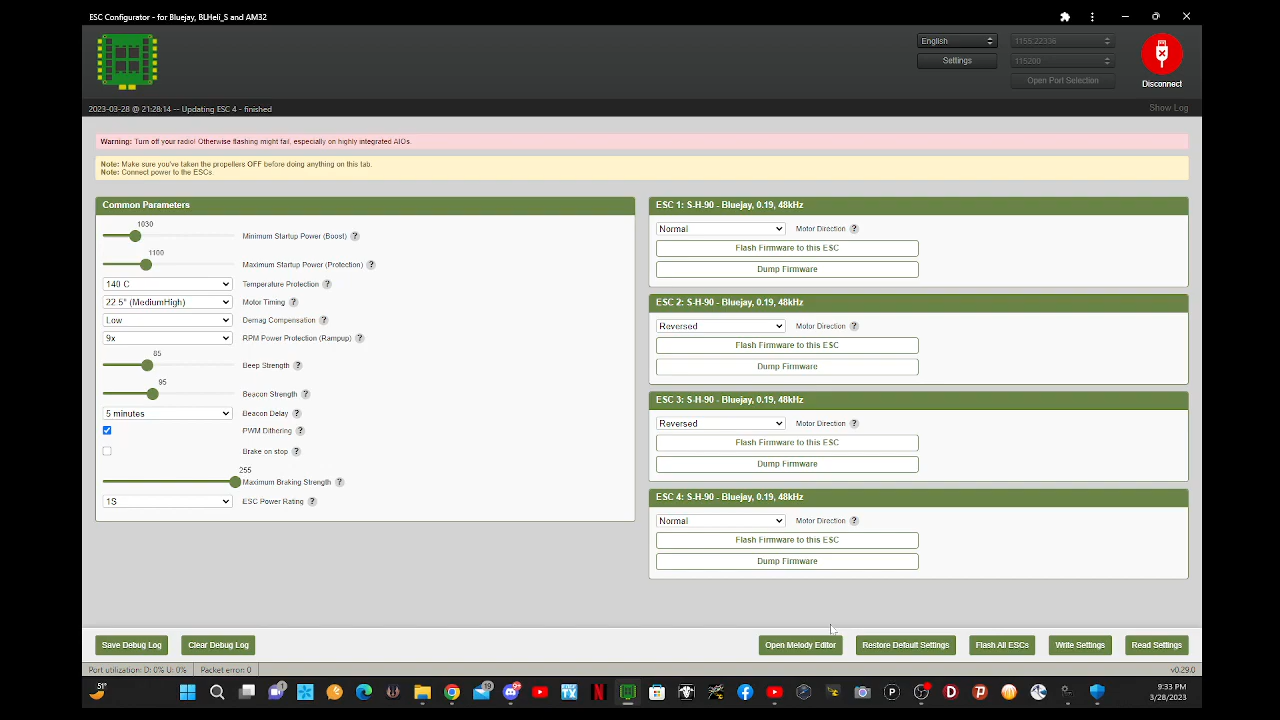 ESC Configurator - for Bluejay, BLHeli_S and AM32
English
1155:22336
Settings
115200
Open Port Selection
Disconnect
2023-03-28 @ 21:28:14 -- Updating ESC 4 - finished
Show Log
Warning: Turn off your radio! Otherwise flashing might fail, especially on highly integrated AIOs.
Note: Make sure you've taken the propellers OFF before doing anything on this tab.
Note: Connect power to the ESCs.
Common Parameters
1030
Minimum Startup Power (Boost) ?
1100
Maximum Startup Power (Protection) ?
140 C Temperature Protection ?
22.5° (MediumHigh) Motor Timing ?
Low Demag Compensation ?
9x RPM Power Protection (Rampup) ?
85
Beep Strength ?
95
Beacon Strength ?
5 minutes Beacon Delay ?
PWM Dithering ?
Brake on stop ?
255
Maximum Braking Strength ?
1S ESC Power Rating ?
ESC 1: S-H-90 - Bluejay, 0.19, 48kHz
Normal Motor Direction ?
Flash Firmware to this ESC
Dump Firmware
ESC 2: S-H-90 - Bluejay, 0.19, 48kHz
Reversed Motor Direction ?
Flash Firmware to this ESC
Dump Firmware
ESC 3: S-H-90 - Bluejay, 0.19, 48kHz
Reversed Motor Direction ?
Flash Firmware to this ESC
Dump Firmware
ESC 4: S-H-90 - Bluejay, 0.19, 48kHz
Normal Motor Direction ?
Flash Firmware to this ESC
Dump Firmware
Save Debug Log Clear Debug Log Open Melody Editor Restore Default Settings Flash All ESCs Write Settings Read Settings
Port utilization: D: 0% U: 0% Packet error: 0 v0.29.0
51°
9:33 PM
3/28/2023